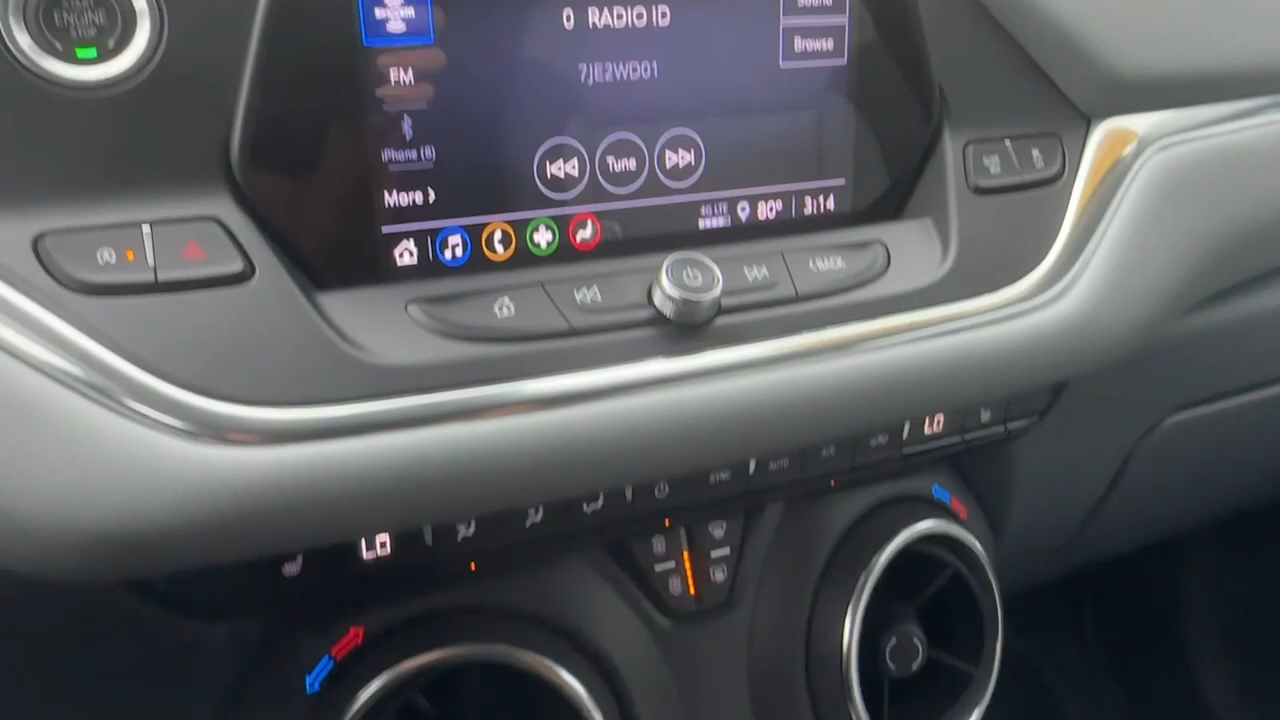 START
ENGINE
STOP
0 RADIO ID
Sound
Browse
FM
7JE2WD01
iPhone (8)
Tune
More
4G LTE
80°
3:14
BACK
LO
A/C
AUTO
SYNC
LO